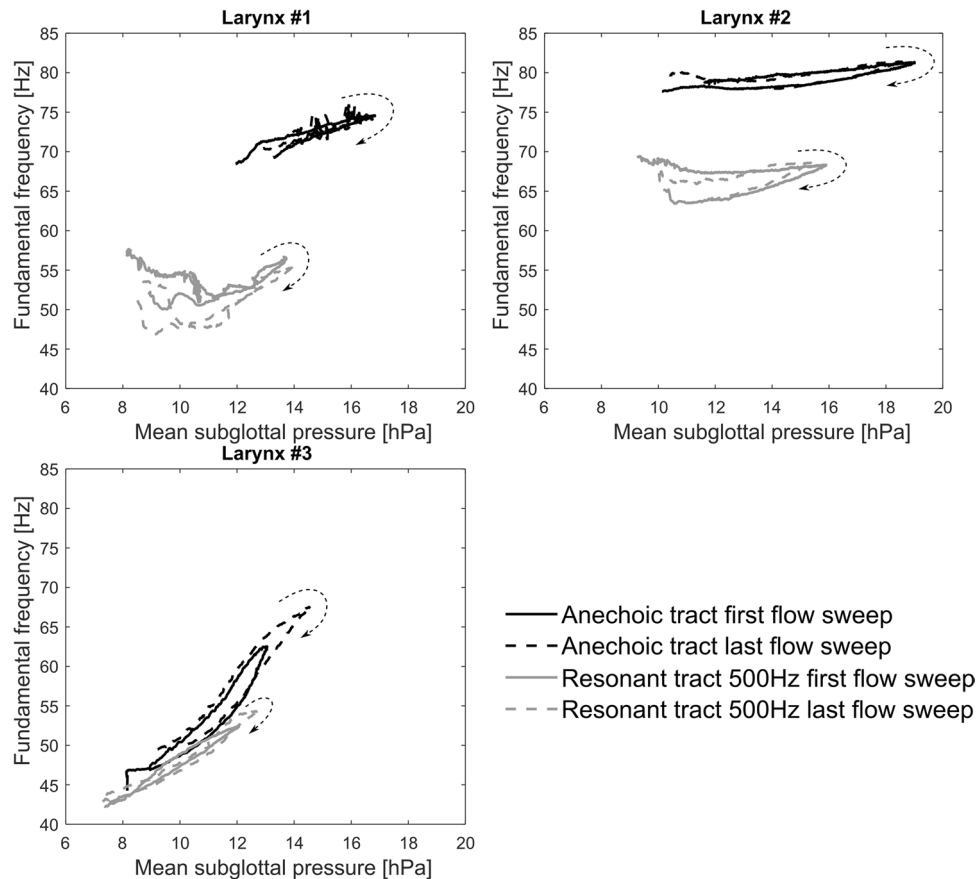 Larynx #1
85
80
75
70
65
60
55
50
45
40
Fundamental frequency [Hz]
6 8 10 12 14 16 18 20
Mean subglottal pressure [hPa]
Larynx #2
85
80
75
70
65
60
55
50
45
40
Fundamental frequency [Hz]
6 8 10 12 14 16 18 20
Mean subglottal pressure [hPa]
Larynx #3
85
80
75
70
65
60
55
50
45
40
Fundamental frequency [Hz]
6 8 10 12 14 16 18 20
Mean subglottal pressure [hPa]
Anechoic tract first flow sweep
Anechoic tract last flow sweep
Resonant tract 500Hz first flow sweep
Resonant tract 500Hz last flow sweep